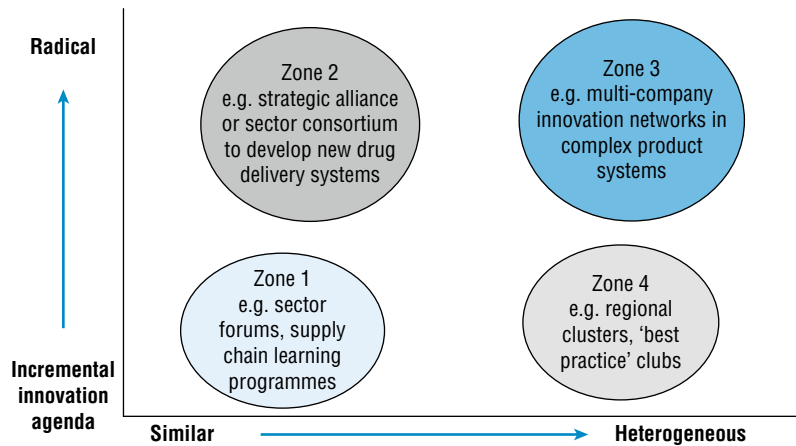 Radical
Zone 2
e.g. strategic alliance
or sector consortium
to develop new drug
delivery systems
Zone 3
e.g. multi-company
innovation networks in
complex product
systems
Zone 1
e.g. sector
forums, supply
chain learning
programmes
Zone 4
e.g. regional
clusters, ‘best
practice’ clubs
Incremental
innovation
agenda
Similar
Heterogeneous